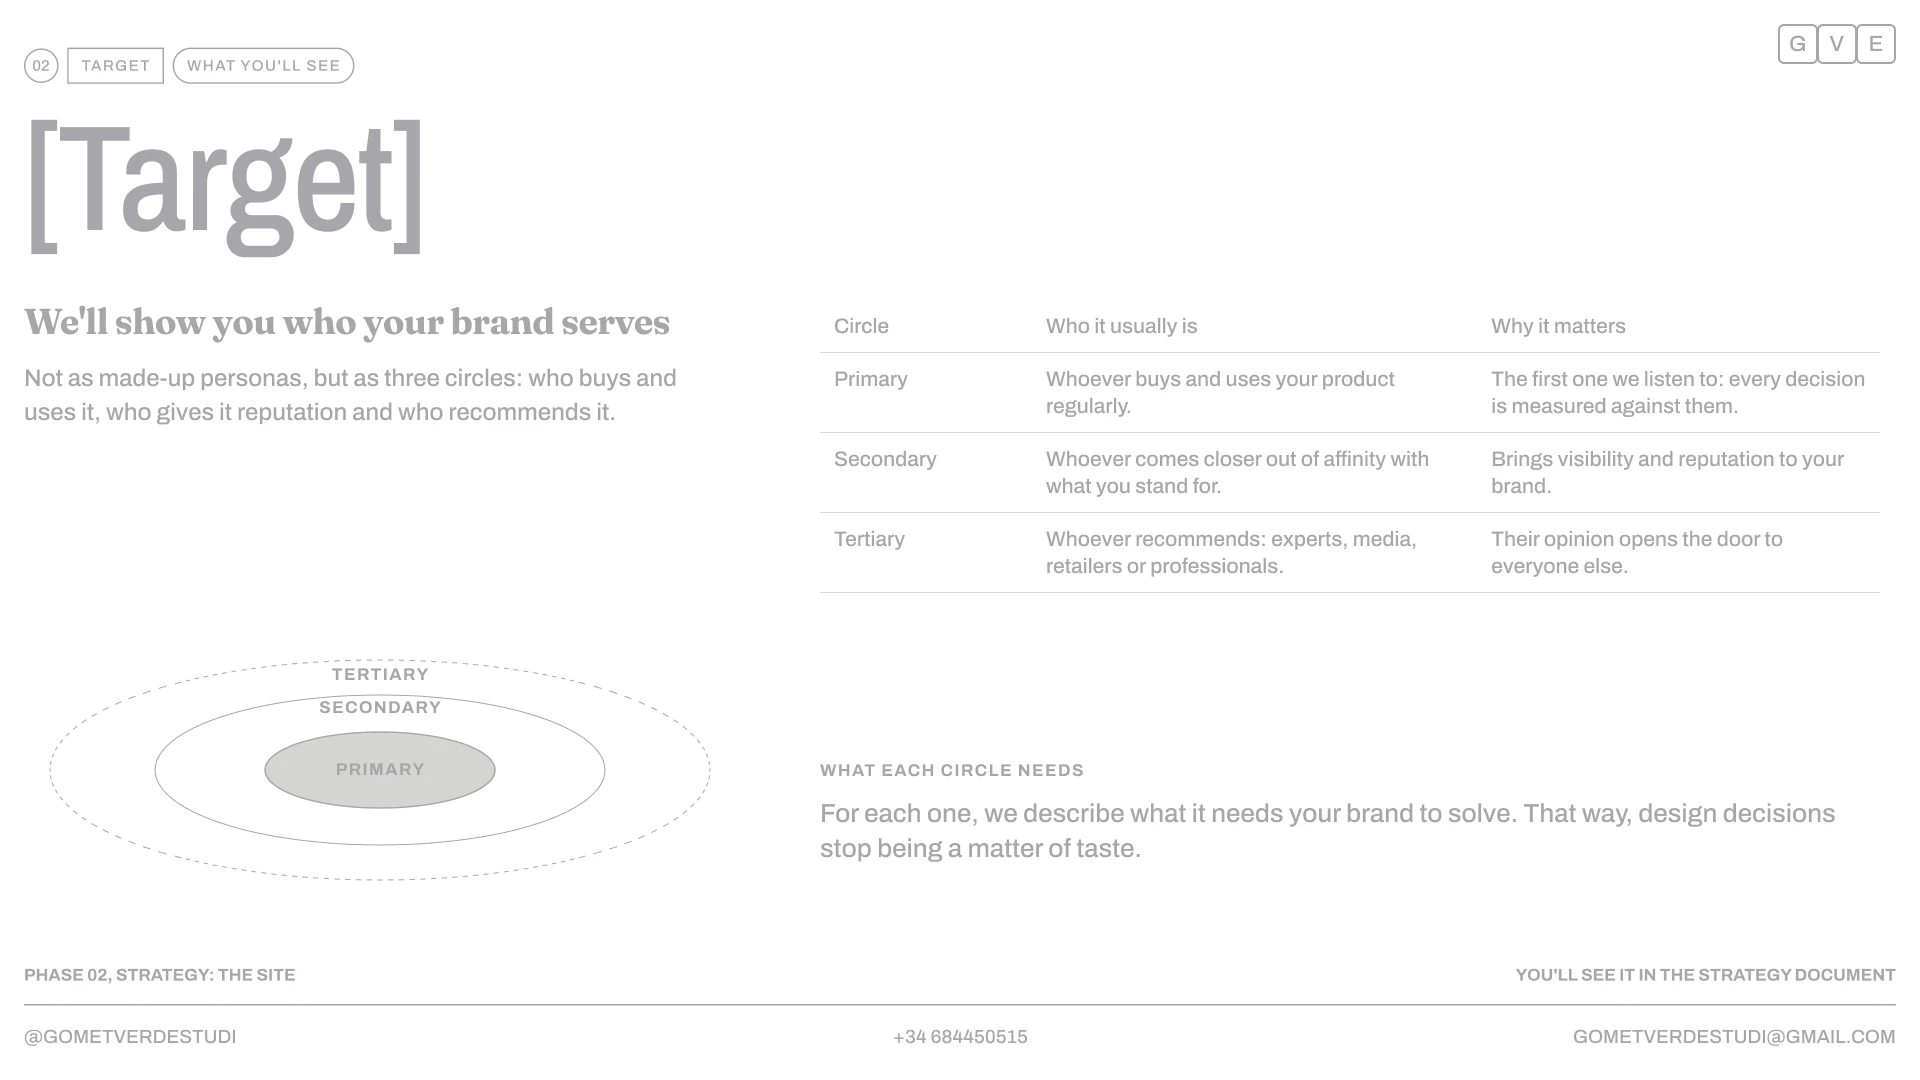 02 TARGET WHAT YOU'LL SEE
G V E
[Target]
We'll show you who your brand serves
Not as made-up personas, but as three circles: who buys and
uses it, who gives it reputation and who recommends it.
Circle Who it usually is Why it matters
Primary Whoever buys and uses your product The first one we listen to: every decision
regularly. is measured against them.
Secondary Whoever comes closer out of affinity with Brings visibility and reputation to your
what you stand for. brand.
Tertiary Whoever recommends: experts, media, Their opinion opens the door to
retailers or professionals. everyone else.
TERTIARY
SECONDARY
PRIMARY
WHAT EACH CIRCLE NEEDS
For each one, we describe what it needs your brand to solve. That way, design decisions
stop being a matter of taste.
PHASE 02, STRATEGY: THE SITE YOU'LL SEE IT IN THE STRATEGY DOCUMENT
@GOMETVERDESTUDI +34 684450515 GOMETVERDESTUDI@GMAIL.COM